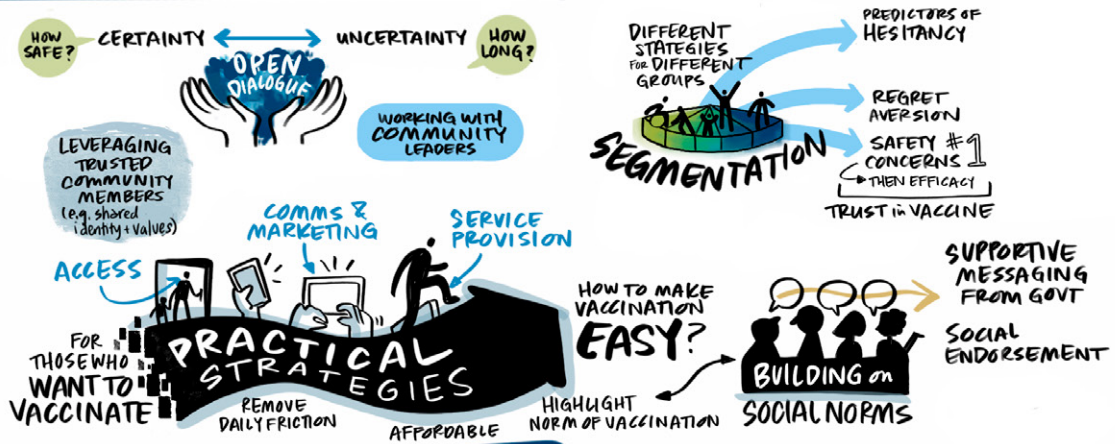 HOW
SAFE?
CERTAINTY
UNCERTAINTY
HOW
LONG?
OPEN
DIALOGUE
WORKING WITH
COMMUNITY
LEADERS
LEVERAGING
TRUSTED
COMMUNITY
MEMBERS
(e.g. shared
identity + values)
DIFFERENT
STATEGIES
FOR DIFFERENT
GROUPS
SEGMENTATION
PREDICTORS OF
HESITANCY
REGRET
AVERSION
SAFETY #1
CONCERNS
THEN EFFICACY
TRUST in VACCINE
ACCESS
COMMS &
MARKETING
SERVICE
PROVISION
FOR
THOSE WHO
WANT TO
VACCINATE
PRACTICAL
STRATEGIES
REMOVE
DAILY FRICTION
AFFORDABLE
HOW TO MAKE
VACCINATION
EASY?
HIGHLIGHT
NORM OF VACCINATION
BUILDING on
SOCIAL NORMS
SUPPORTIVE
MESSAGING
FROM GOVT
SOCIAL
ENDORSEMENT